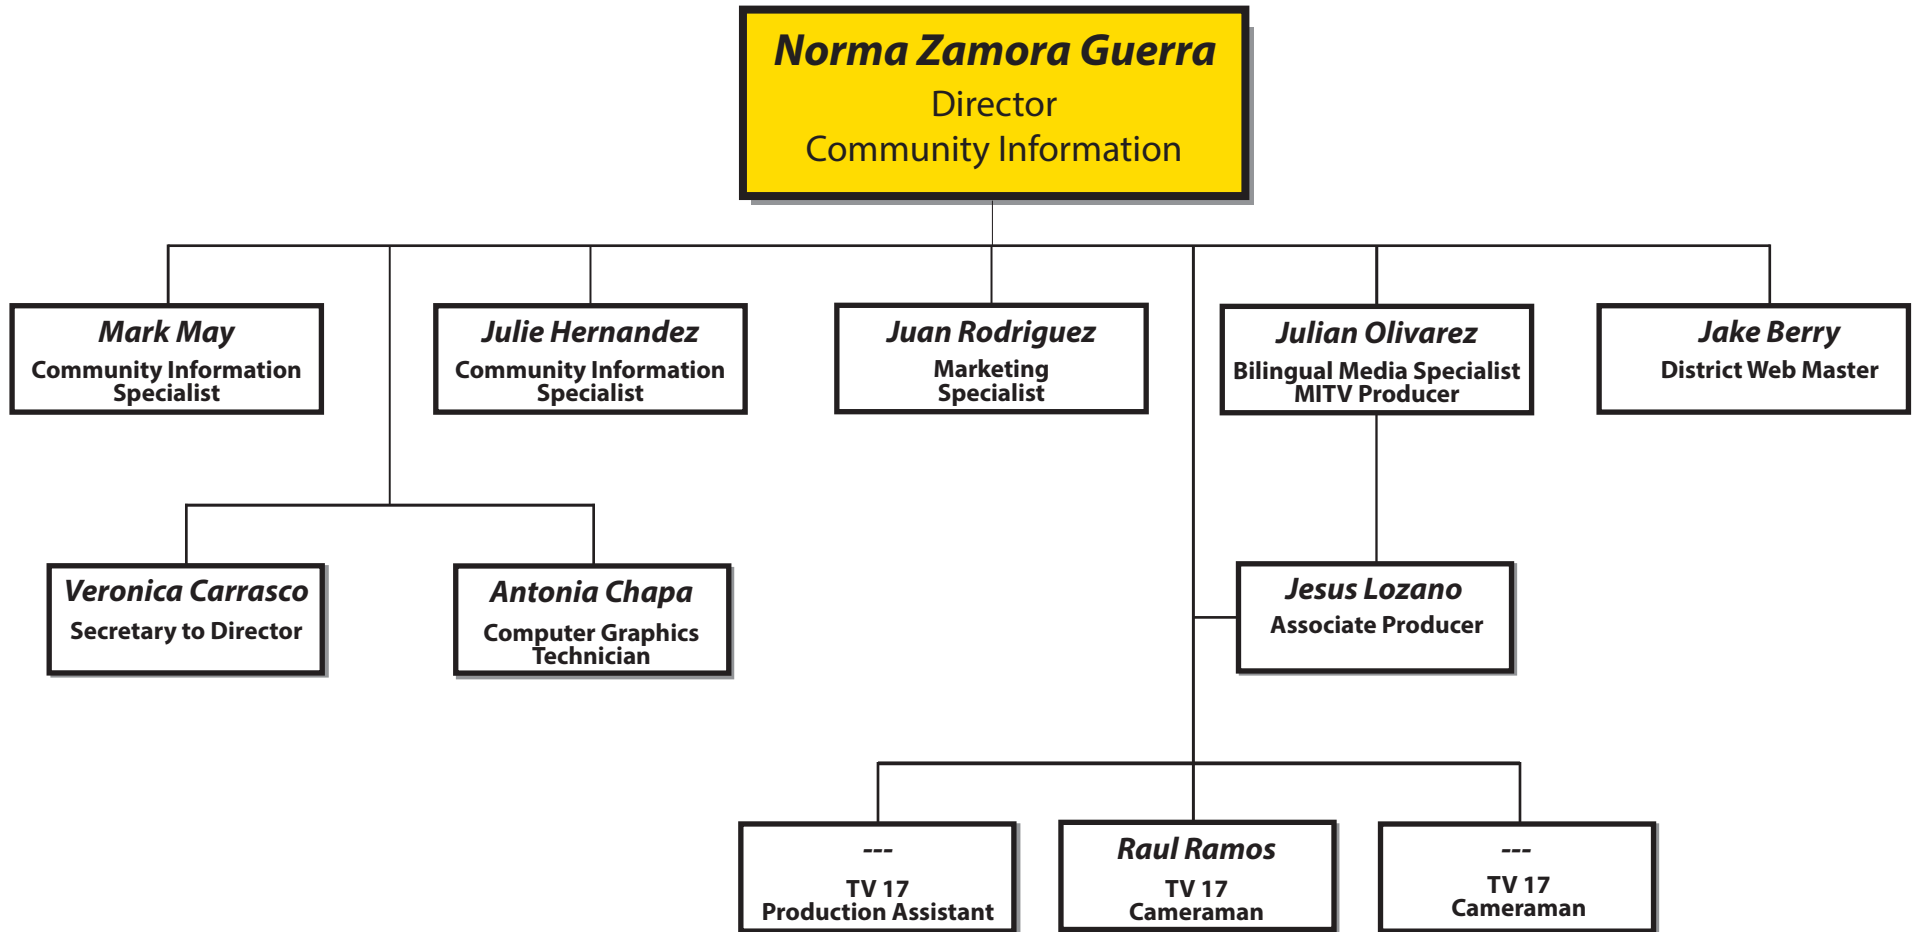 Norma Zamora Guerra
Director
Community Information
Mark May
Community Information
Specialist
Julie Hernandez
Community Information
Specialist
Juan Rodriguez
Marketing
Specialist
Julian Olivarez
Bilingual Media Specialist
MITV Producer
Jake Berry
District Web Master
Veronica Carrasco
Secretary to Director
Antonia Chapa
Computer Graphics
Technician
Jesus Lozano
Associate Producer
---
TV 17
Production Assistant
Raul Ramos
TV 17
Cameraman
---
TV 17
Cameraman